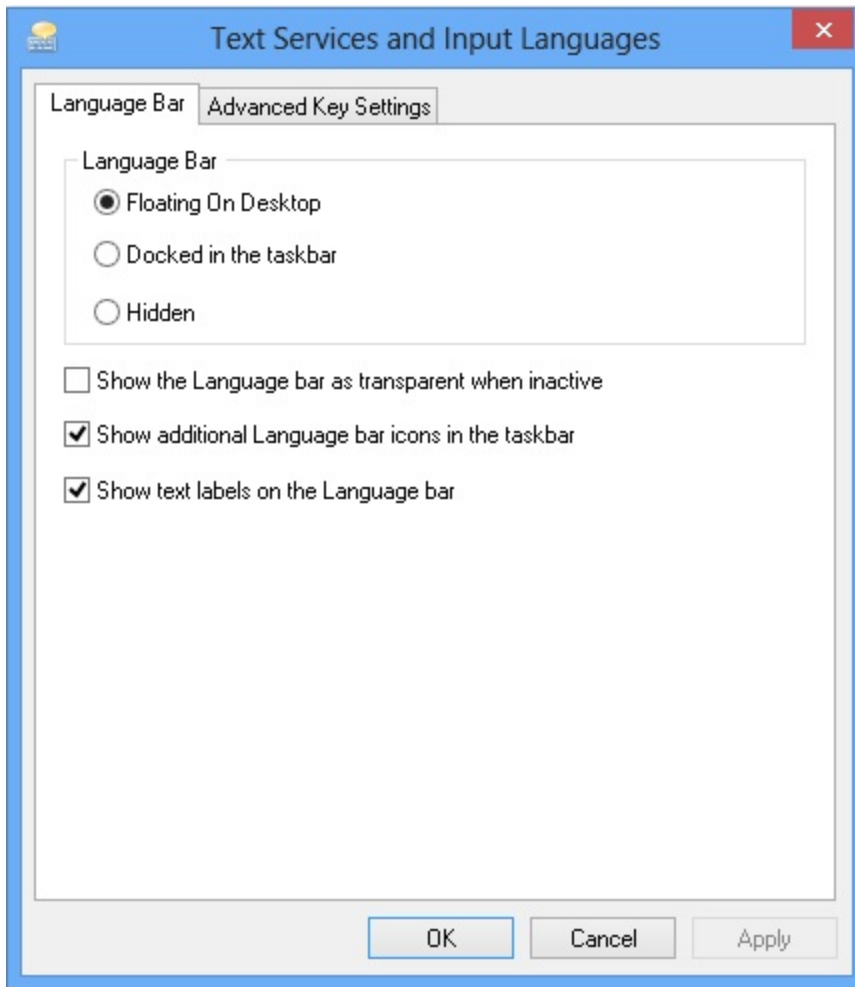 Text Services and Input Languages
Language Bar
Advanced Key Settings
Language Bar
Floating On Desktop
Docked in the taskbar
Hidden
Show the Language bar as transparent when inactive
Show additional Language bar icons in the taskbar
Show text labels on the Language bar
OK
Cancel
Apply